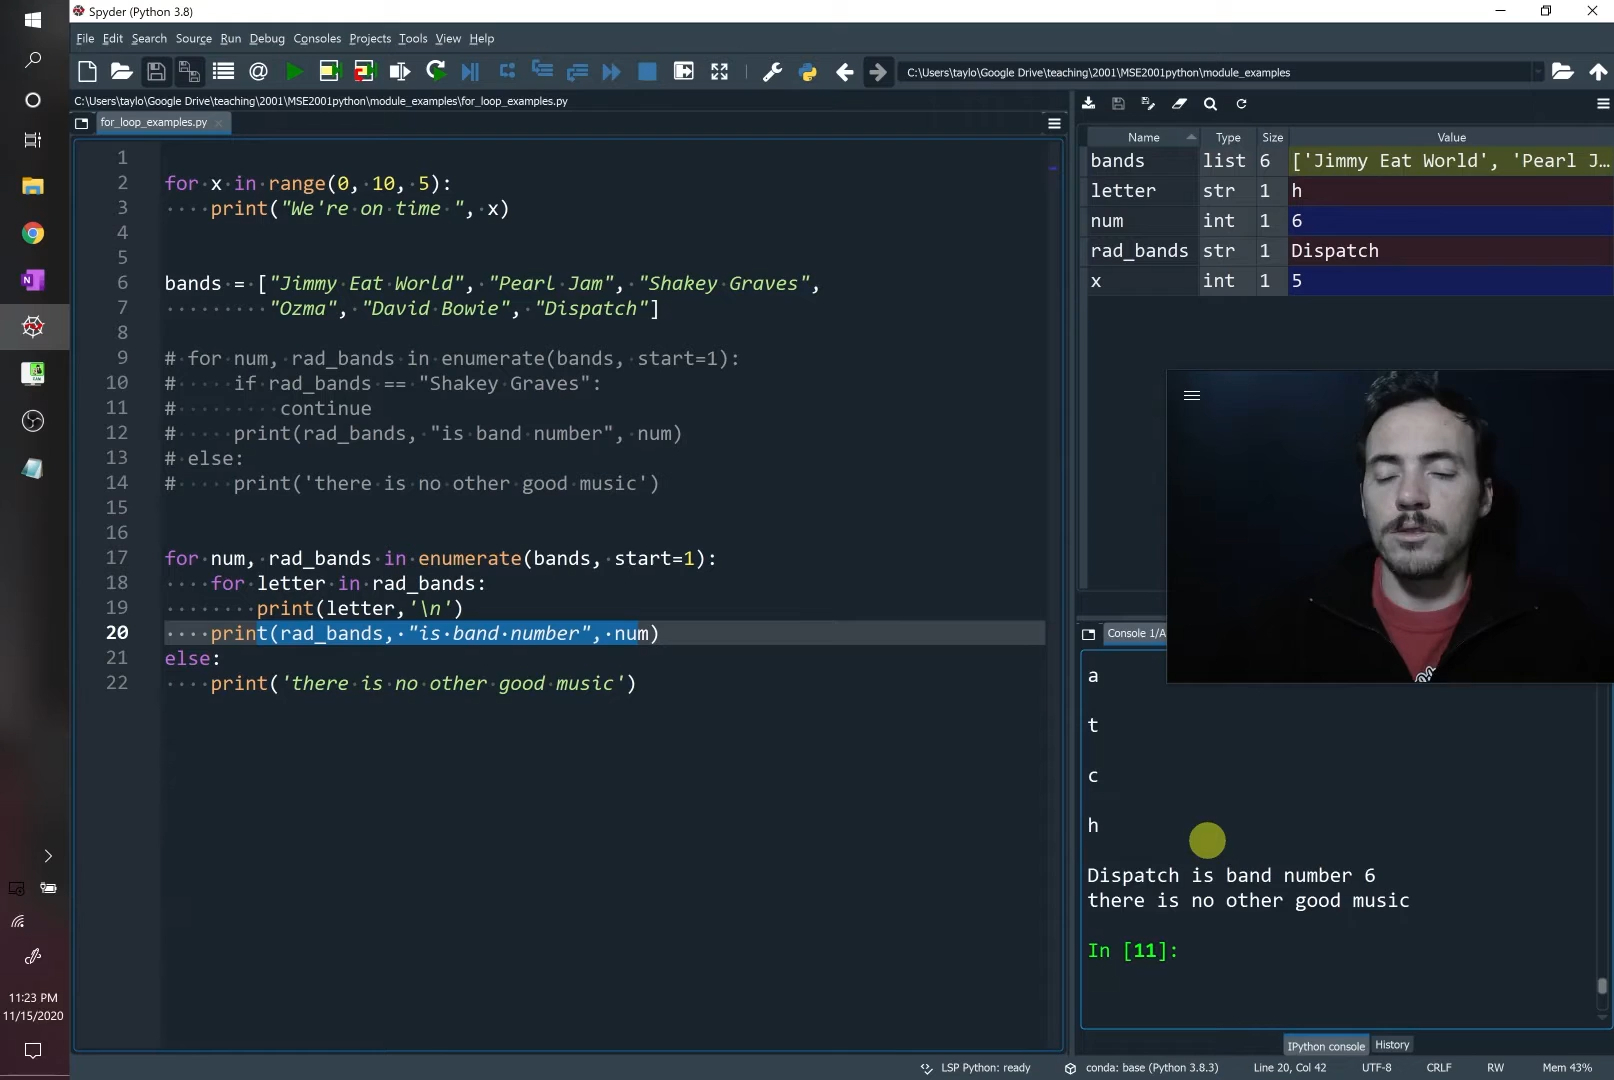 Spyder (Python 3.8)
File Edit Search Source Run Debug Consoles Projects Tools View Help
C:\Users\taylo\Google Drive\teaching\2001\MSE2001python\module_examples
C:\Users\taylo\Google Drive\teaching\2001\MSE2001python\module_examples\for_loop_examples.py
for_loop_examples.py
1
2 for x in range(0, 10, 5):
3 print("We're on time ", x)
4
5
6 bands = ["Jimmy Eat World", "Pearl Jam", "Shakey Graves",
7 "Ozma", "David Bowie", "Dispatch"]
8
9 # for num, rad_bands in enumerate(bands, start=1):
10 # if rad_bands == "Shakey Graves":
11 # continue
12 # print(rad_bands, "is band number", num)
13 # else:
14 # print('there is no other good music')
15
16
17 for num, rad_bands in enumerate(bands, start=1):
18 for letter in rad_bands:
19 print(letter,'\n')
20 print(rad_bands, "is band number", num)
21 else:
22 print('there is no other good music')
Name Type Size Value
bands list 6 ['Jimmy Eat World', 'Pearl J...
letter str 1 h
num int 1 6
rad_bands str 1 Dispatch
x int 1 5
Console 1/A
a
t
c
h
Dispatch is band number 6
there is no other good music
In [11]:
IPython console History
11:23 PM
11/15/2020
LSP Python: ready conda: base (Python 3.8.3) Line 20, Col 42 UTF-8 CRLF RW Mem 43%